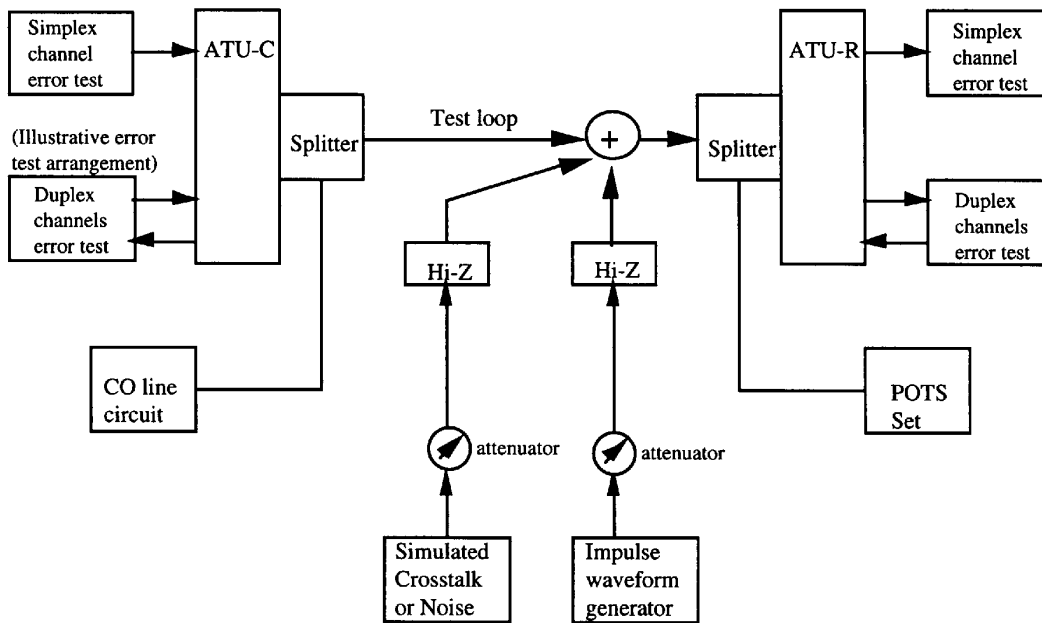 Simplex
channel
error test
ATU-C
(Illustrative error
test arrangement)
Duplex
channels
error test
Splitter
Test loop
+
Splitter
ATU-R
Simplex
channel
error test
Duplex
channels
error test
Hi-Z
Hi-Z
CO line
circuit
POTS
Set
attenuator
attenuator
Simulated
Crosstalk
or Noise
Impulse
waveform
generator